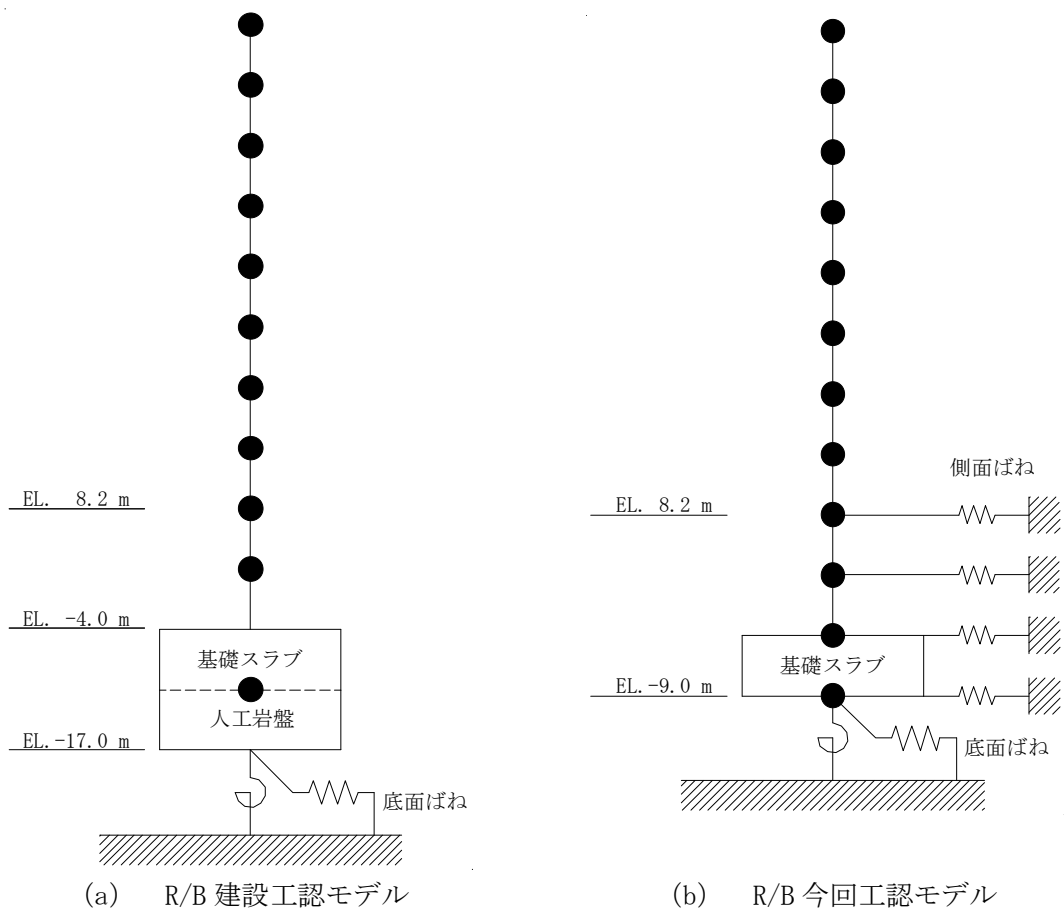 EL.  8.2 m
EL. -4.0 m
基礎スラブ
人工岩盤
EL.-17.0 m
底面ばね
(a)  R/B 建設工認モデル
側面ばね
EL. 8.2 m
基礎スラブ
EL.-9.0 m
底面ばね
(b)  R/B 今回工認モデル